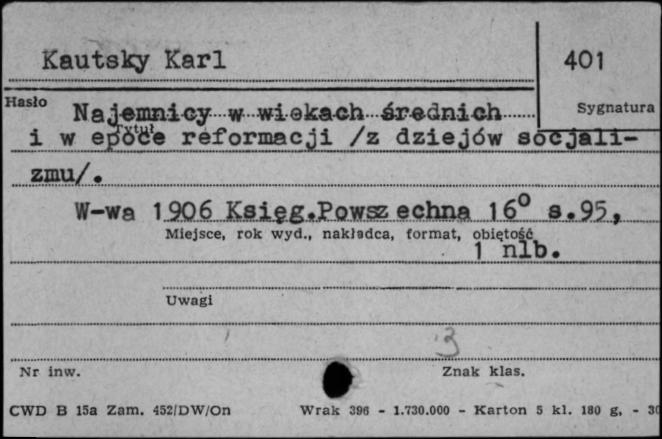 Kautsky Karl
401
Hasło
Sygnatura
Najemnicy w wiekach średnich
Tytuł
i w epoce reformacji /z dziejów socjali-
zmu/.
W-wa 1906 Księg.Powszechna 16° s.95,
Miejsce, rok wyd., nakładca, format, objętość
1 nlb.
Uwagi
3
Nr inw.
Znak klas.
CWD B 15a Zam. 452/DW/On Wrak 396 - 1.730.000 - Karton 5 kl. 180 g. - 30